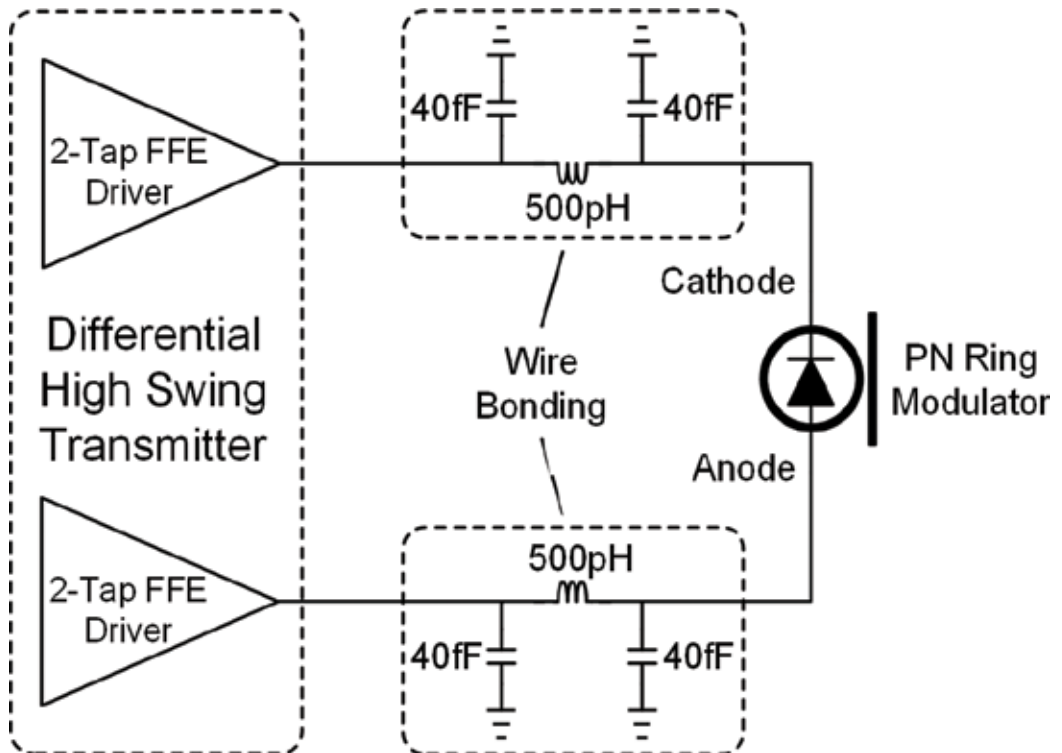 40fF
40fF
2-Tap FFE
Driver
500pH
Cathode
Differential
High Swing
Transmitter
Wire
Bonding
PN Ring
Modulator
Anode
500pH
2-Tap FFE
Driver
40fF
40fF